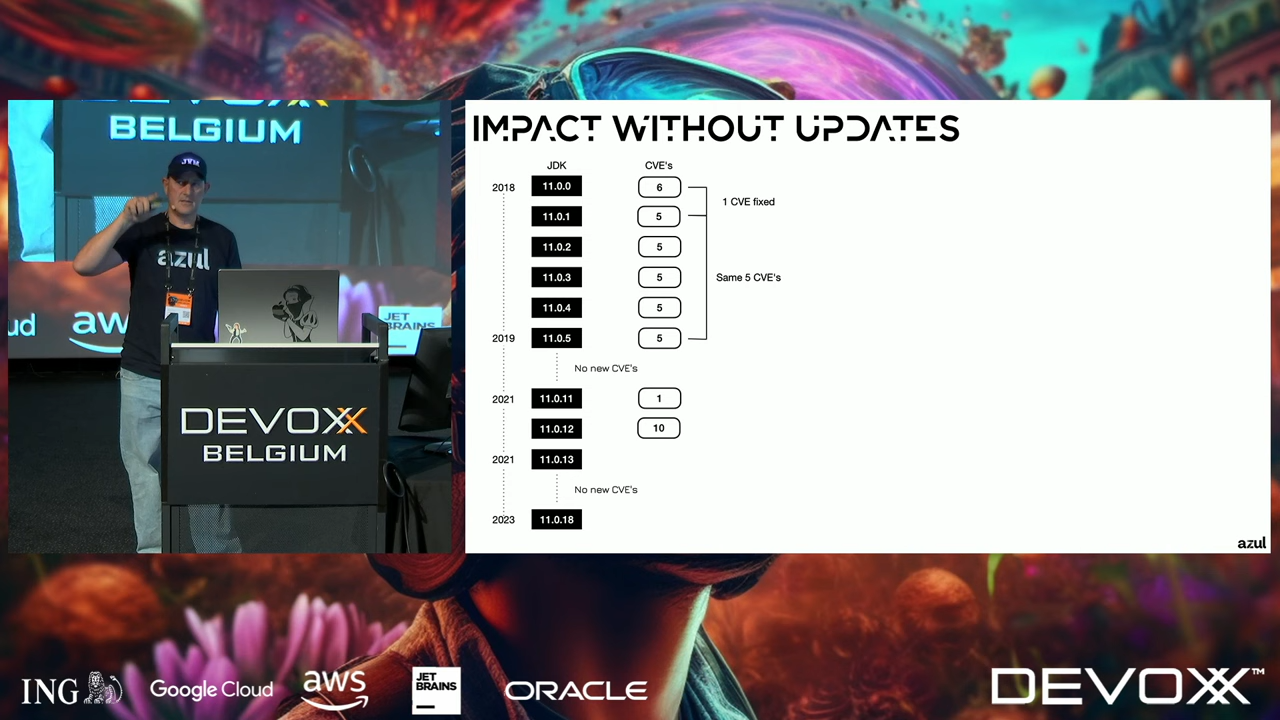 DEVOXX
BELGIUM
JVM
azul
ud
aw
JET
BRAINS
DEVOXX
BELGIUM
IMPACT WITHOUT UPDATES
JDK CVE's
2018 11.0.0 6
1 CVE fixed
11.0.1 5
11.0.2 5
11.0.3 5 Same 5 CVE's
11.0.4 5
2019 11.0.5 5
No new CVE's
2021 11.0.11 1
11.0.12 10
2021 11.0.13
No new CVE's
2023 11.0.18
azul
ING Google Cloud aws JET BRAINS ORACLE DEVOXX™